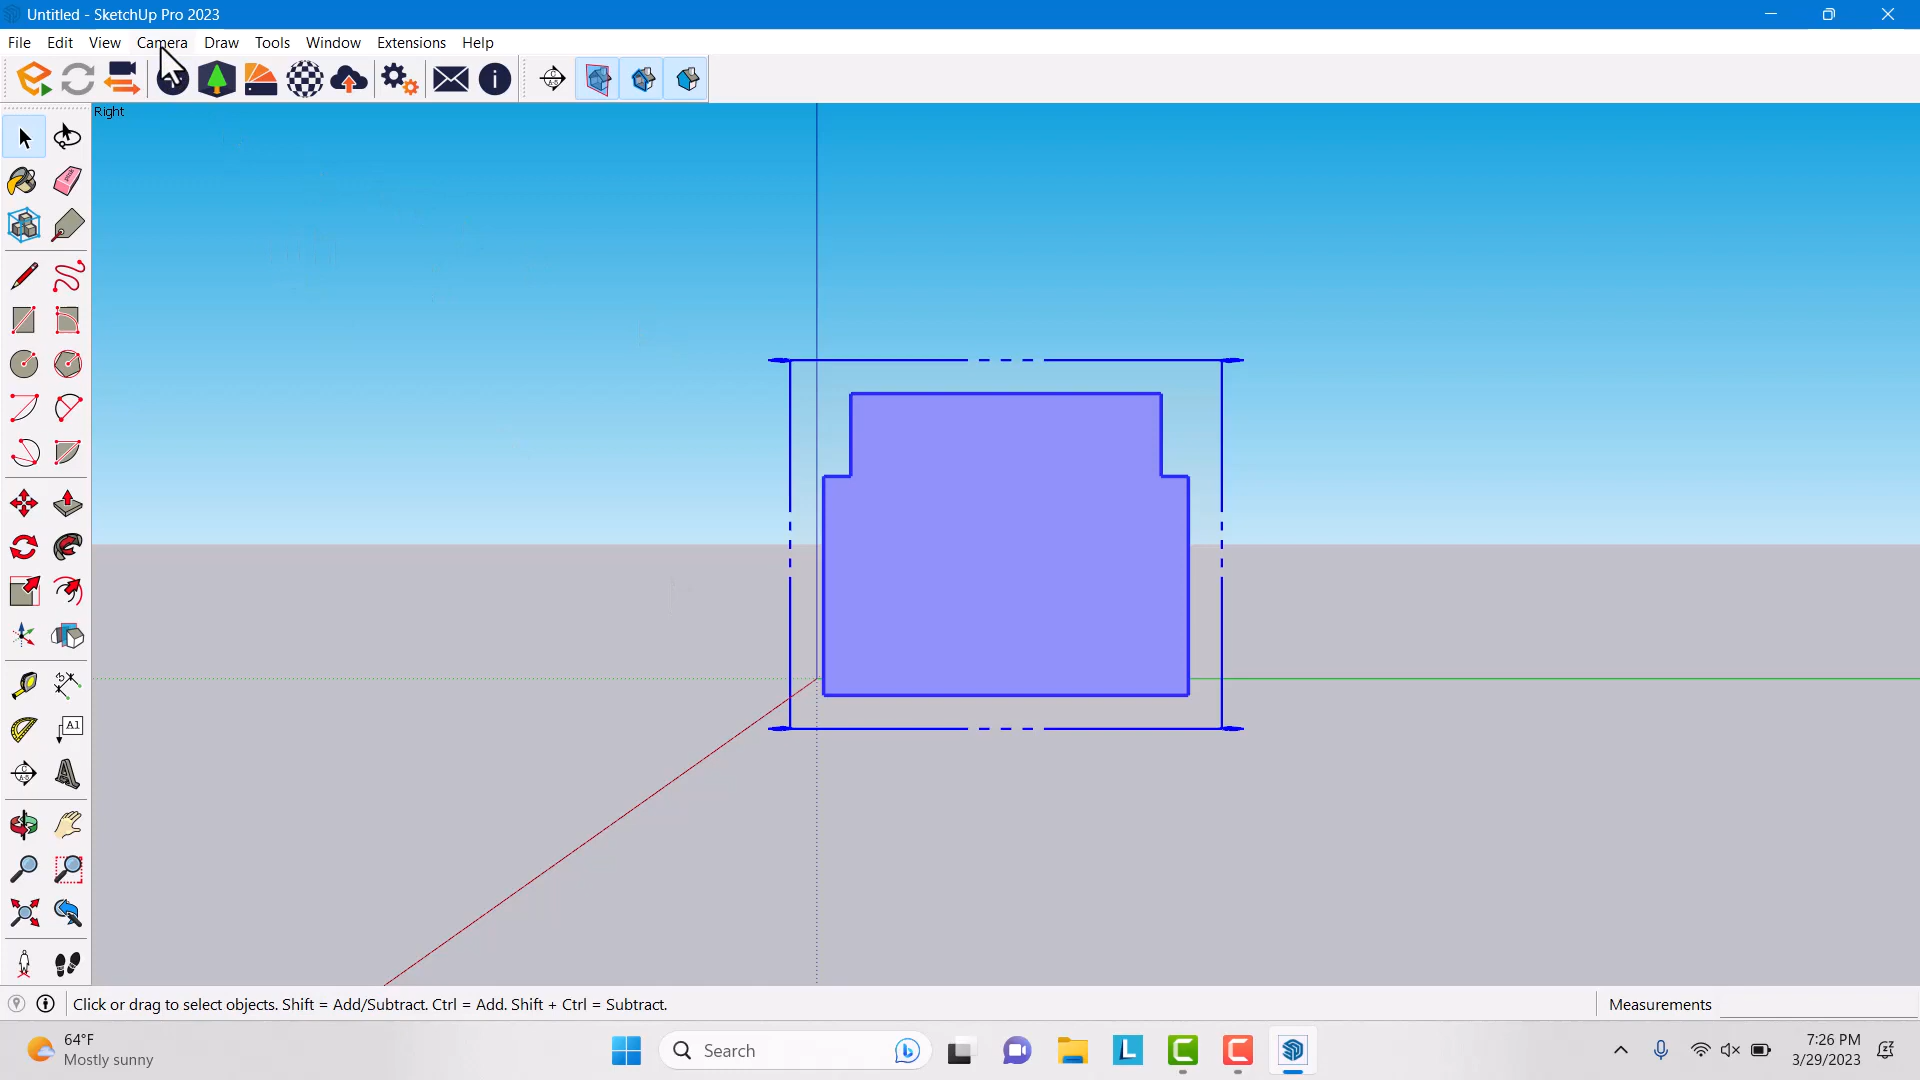 Untitled - SketchUp Pro 2023
File Edit View Camera Draw Tools Window Extensions Help
Right
A1
Click or drag to select objects. Shift = Add/Subtract. Ctrl = Add. Shift + Ctrl = Subtract.
Measurements
64°F
Mostly sunny
Search
7:26 PM
3/29/2023